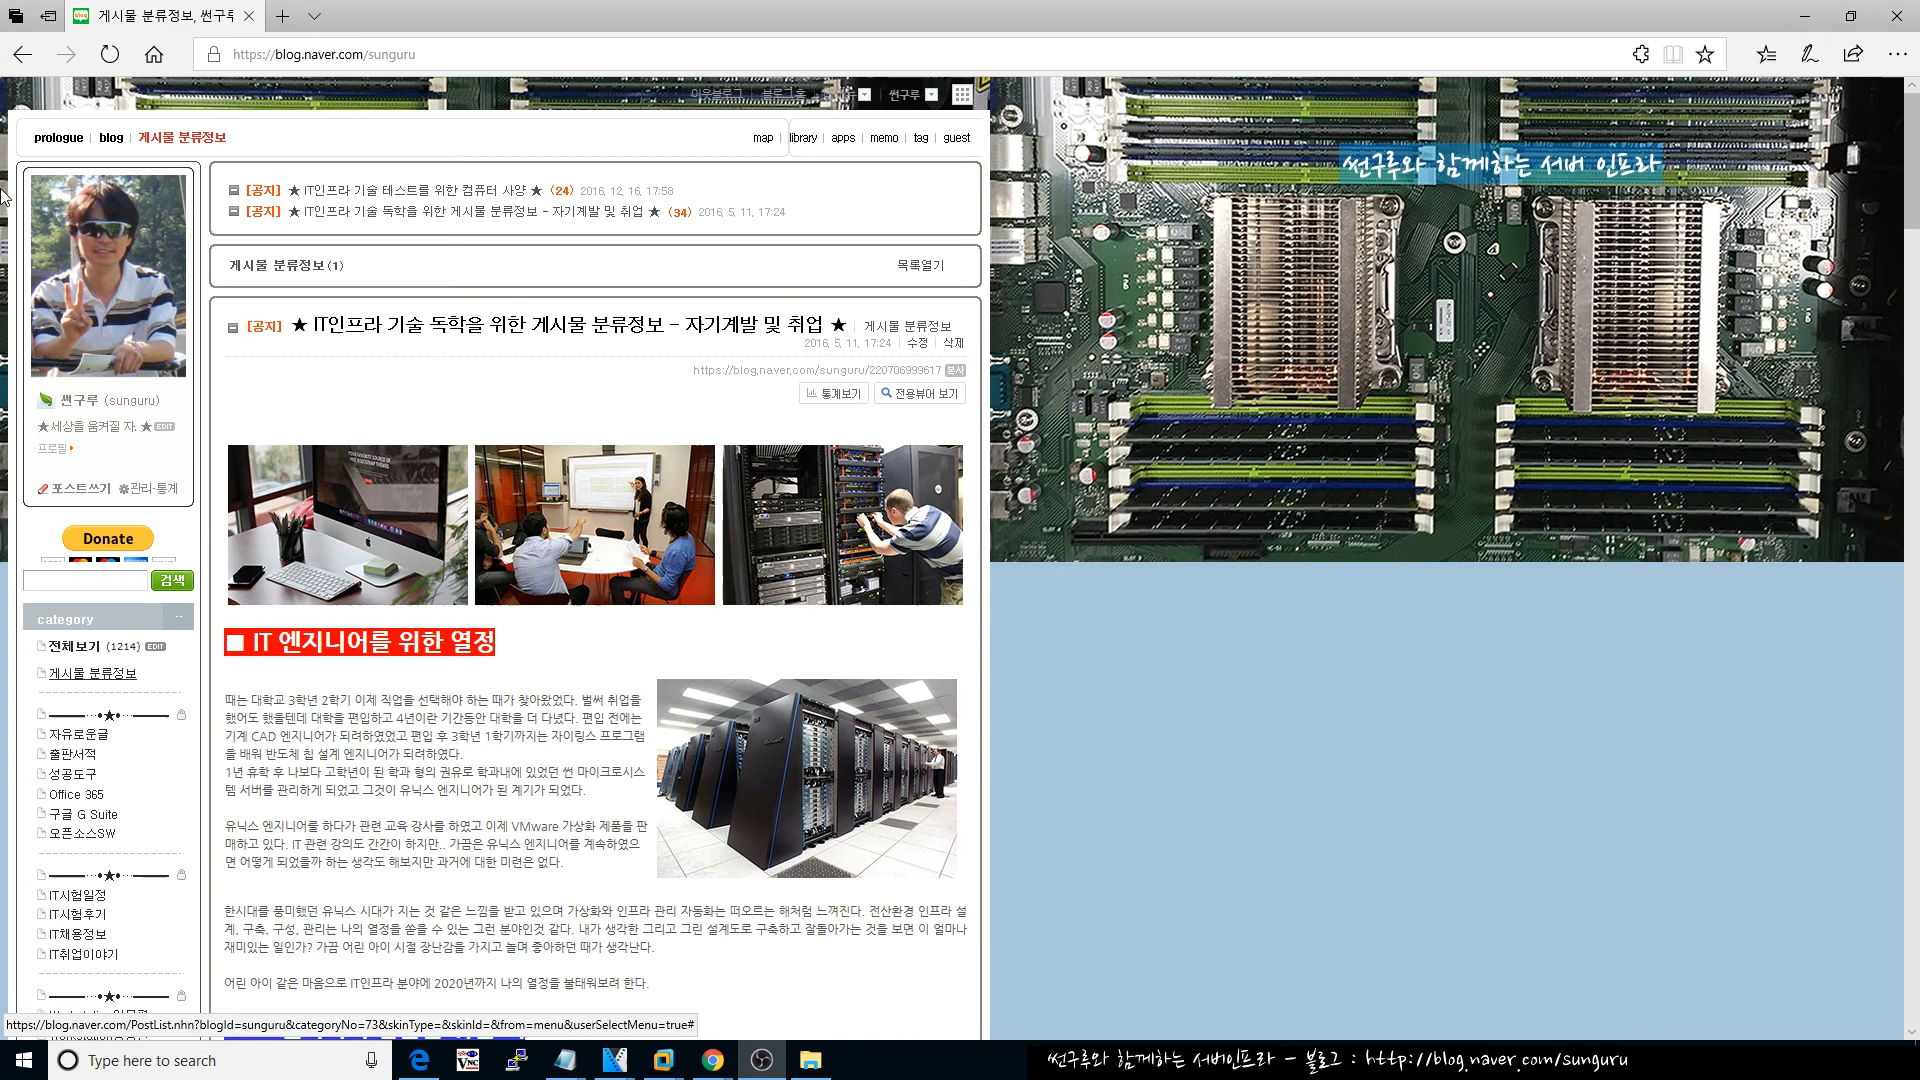 게시물 분류정보, 썬구루
https://blog.naver.com/sunguru
이웃블로그 블로그홈 썬구루
썬구루와 함께하는 서버 인프라
prologue | blog | 게시물 분류정보
map | library | apps | memo | tag | guest
[공지] ★ IT인프라 기술 테스트를 위한 컴퓨터 사양 ★ (24) 2016. 12. 16. 17:58
[공지] ★ IT인프라 기술 독학을 위한 게시물 분류정보 - 자기계발 및 취업 ★ (34) 2016. 5. 11. 17:24
게시물 분류정보 (1) 목록열기
[공지] ★ IT인프라 기술 독학을 위한 게시물 분류정보 - 자기계발 및 취업 ★ | 게시물 분류정보
2016. 5. 11. 17:24 | 수정 | 삭제
https://blog.naver.com/sunguru/220706999617 복사
통계보기 전용뷰어 보기
썬구루 (sunguru)
★세상을 움켜질 자. ★ EDIT
프로필
포스트쓰기 관리·통계
Donate
검색
category
전체보기 (1214) EDIT
게시물 분류정보
자유로운글
출판서적
성공도구
Office 365
구글 G Suite
오픈소스SW
IT시험일정
IT시험후기
IT채용정보
IT취업이야기
■ IT 엔지니어를 위한 열정
때는 대학교 3학년 2학기 이제 직업을 선택해야 하는 때가 찾아왔었다. 벌써 취업을
했어도 했을텐데 대학을 편입하고 4년이란 기간동안 대학을 더 다녔다. 편입 전에는
기계 CAD 엔지니어가 되려하였었고 편입 후 3학년 1학기까지는 자이링스 프로그램
을 배워 반도체 칩 설계 엔지니어가 되려하였다.
1년 휴학 후 나보다 고학년이 된 학과 형의 권유로 학과내에 있었던 썬 마이크로시스
템 서버를 관리하게 되었고 그것이 유닉스 엔지니어가 된 계기가 되었다.
유닉스 엔지니어를 하다가 관련 교육 강사를 하였고 이제 VMware 가상화 제품을 판
매하고 있다. IT 관련 강의도 간간이 하지만.. 가끔은 유닉스 엔지니어를 계속하였으
면 어떻게 되었을까 하는 생각도 해보지만 과거에 대한 미련은 없다.
한시대를 풍미했던 유닉스 시대가 지는 것 같은 느낌을 받고 있으며 가상화와 인프라 관리 자동화는 떠오르는 해처럼 느껴진다. 전산환경 인프라 설
계, 구축, 구성, 관리는 나의 열정을 쏟을 수 있는 그런 분야인것 같다. 내가 생각한 그리고 그린 설계도로 구축하고 잘돌아가는 것을 보면 이 얼마나
재미있는 일인가? 가끔 어린 아이 시절 장난감을 가지고 놀며 좋아하던 때가 생각난다.
어린 아이 같은 마음으로 IT인프라 분야에 2020년까지 나의 열정을 불태워보려 한다.
https://blog.naver.com/PostList.nhn?blogId=sunguru&categoryNo=73&skinType=&skinId=&from=menu&userSelectMenu=true#
Type here to search
썬구루와 함께하는 서버인프라 - 블로그 : http://blog.naver.com/sunguru